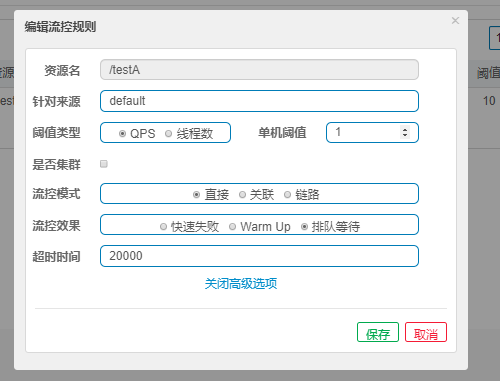 编辑流控规则 ×
资源名 /testA
针对来源 default
阈值类型 QPS 线程数 单机阈值 1
是否集群
流控模式 直接 关联 链路
流控效果 快速失败 Warm Up 排队等待
超时时间 20000
关闭高级选项
保存 取消
阈值
10